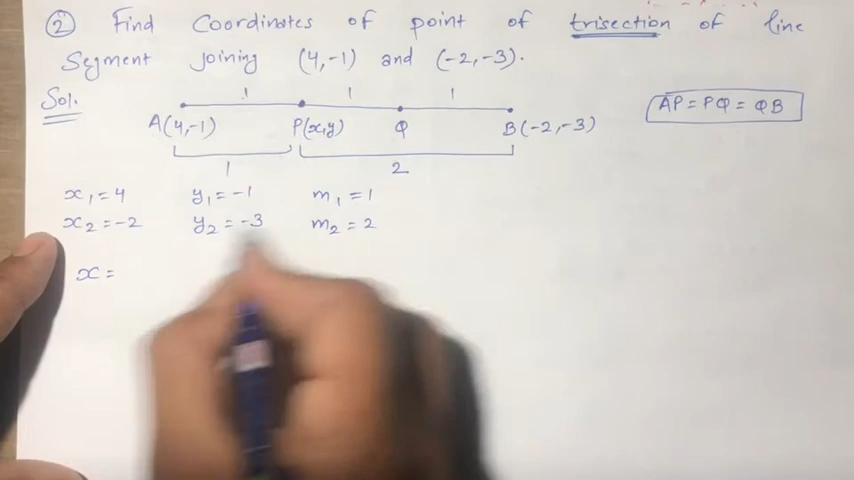 ② Find Coordinates of point of trisection of line
Segment joining (4,-1) and (-2,-3).
Sol.
1 1 1
AP = PQ = QB
A(4,-1) P(x,y) Q B(-2,-3)
1 2
x₁ = 4 y₁ = -1 m₁ = 1
x₂ = -2 y₂ = -3 m₂ = 2
x =